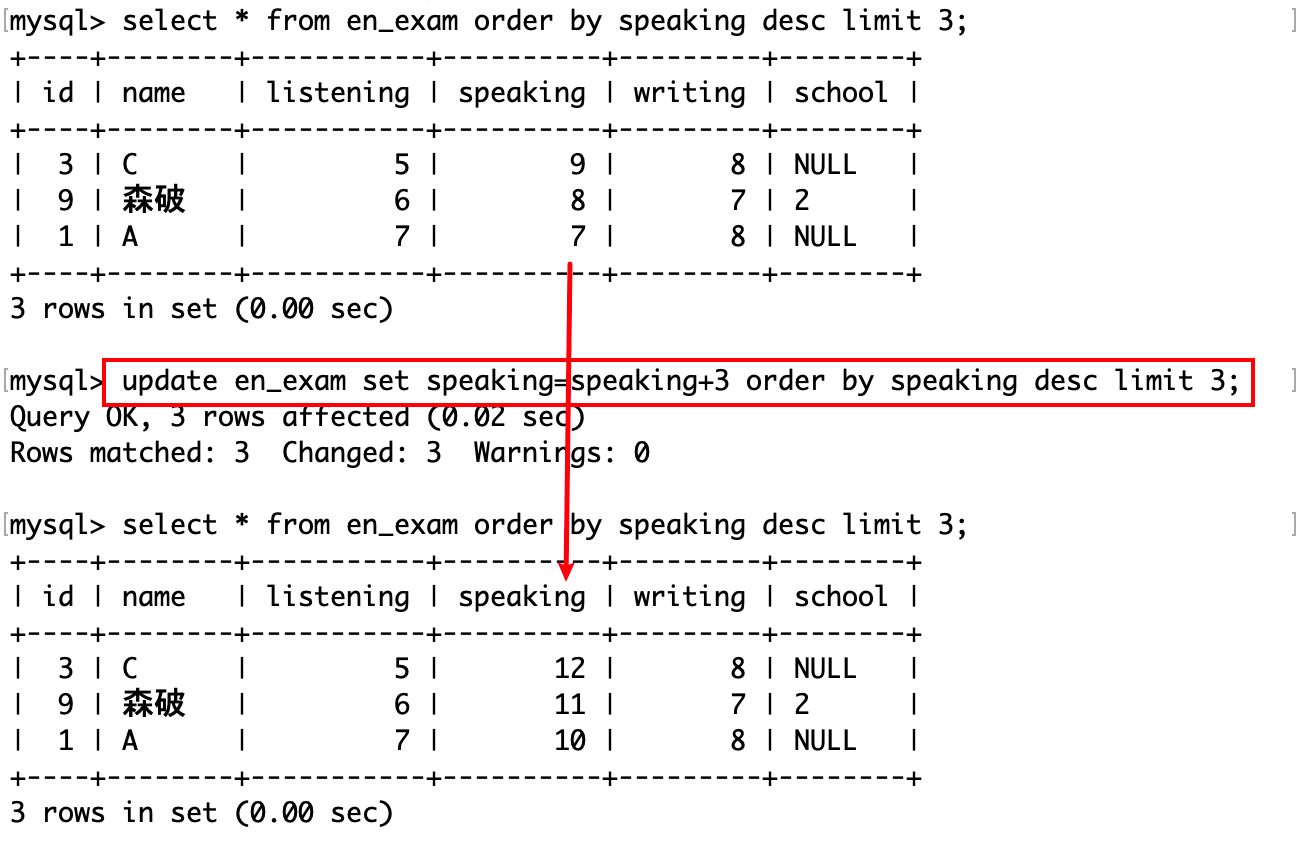 mysql> select * from en_exam order by speaking desc limit 3;
+----+--------+-----------+----------+---------+--------+
| id | name   | listening | speaking | writing | school |
+----+--------+-----------+----------+---------+--------+
|  3 | C      |         5 |        9 |       8 | NULL   |
|  9 | 森破   |         6 |        8 |       7 | 2      |
|  1 | A      |         7 |        7 |       8 | NULL   |
+----+--------+-----------+----------+---------+--------+
3 rows in set (0.00 sec)
mysql> update en_exam set speaking=speaking+3 order by speaking desc limit 3;
Query OK, 3 rows affected (0.02 sec)
Rows matched: 3  Changed: 3  Warnings: 0
mysql> select * from en_exam order by speaking desc limit 3;
+----+--------+-----------+----------+---------+--------+
| id | name   | listening | speaking | writing | school |
+----+--------+-----------+----------+---------+--------+
|  3 | C      |         5 |       12 |       8 | NULL   |
|  9 | 森破   |         6 |       11 |       7 | 2      |
|  1 | A      |         7 |       10 |       8 | NULL   |
+----+--------+-----------+----------+---------+--------+
3 rows in set (0.00 sec)